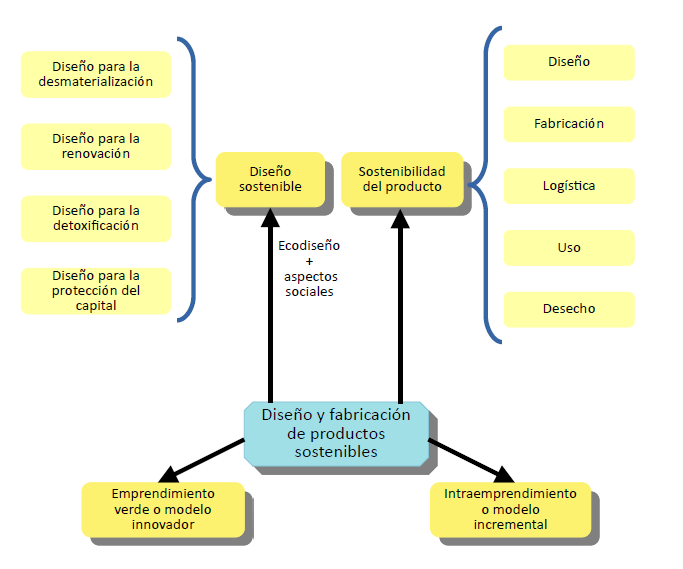 Diseño para la
desmaterialización
Diseño para la
renovación
Diseño para la
detoxificación
Diseño para la
protección del
capital
Diseño
sostenible
Sostenibilidad
del producto
Diseño
Fabricación
Logística
Uso
Desecho
Ecodiseño
+
aspectos
sociales
Diseño y fabricación
de productos
sostenibles
Emprendimiento
verde o modelo
innovador
Intraemprendimiento
o modelo
incremental